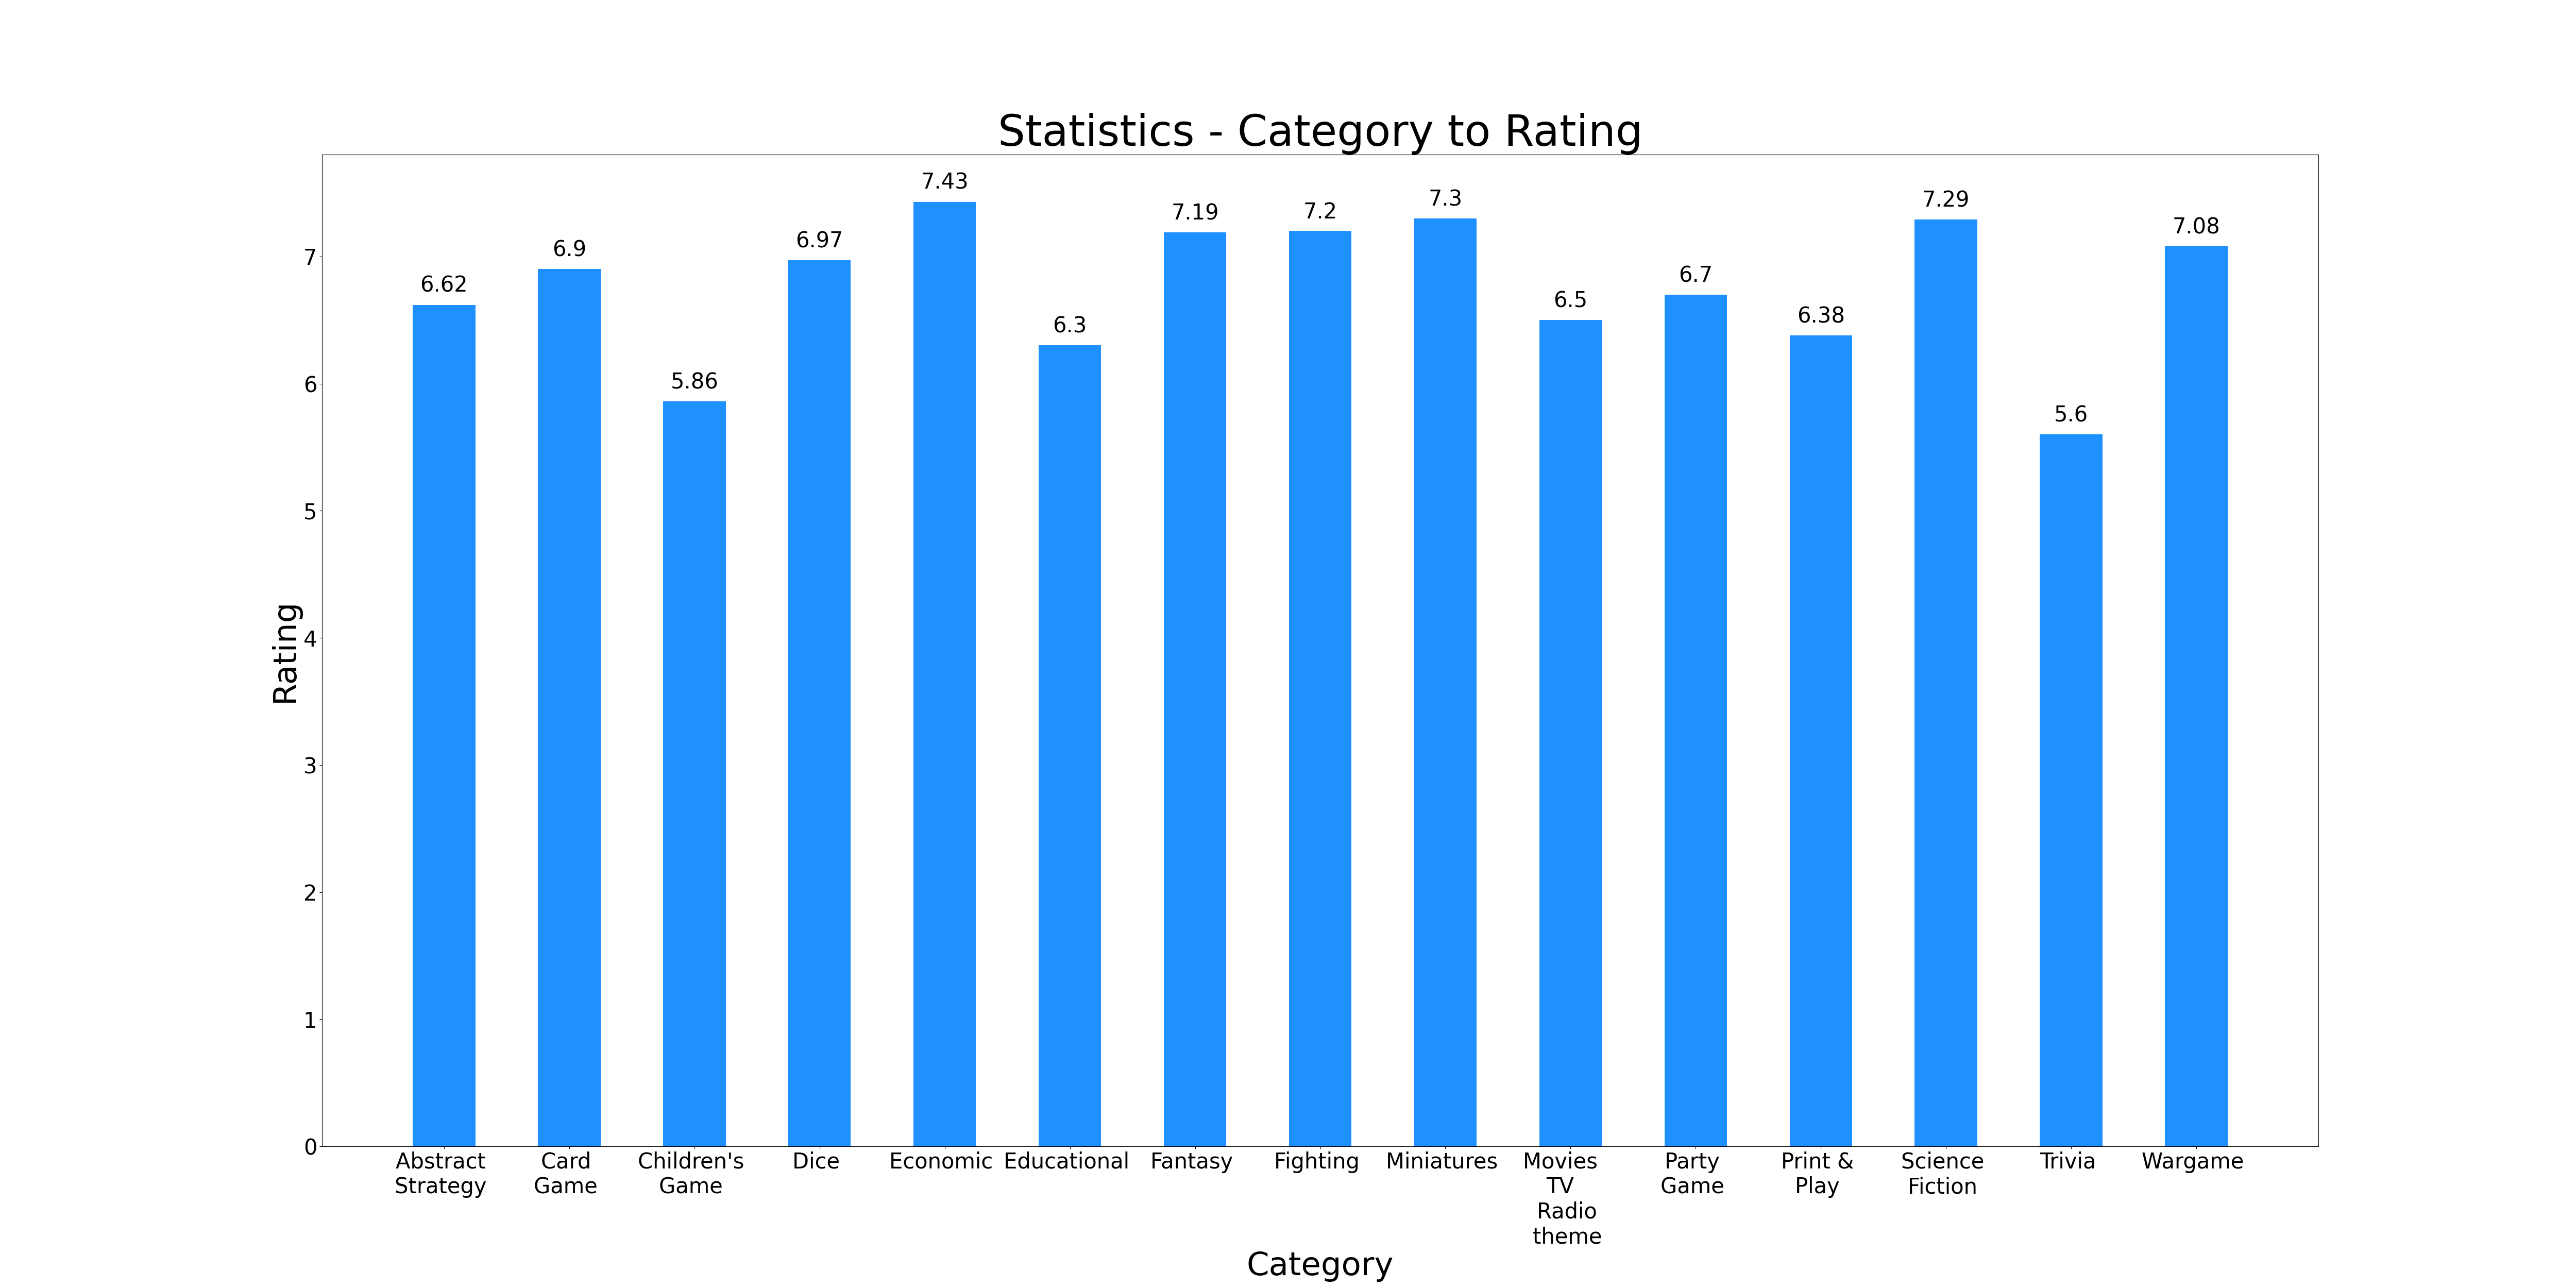 Statistics - Category to Rating
Rating
7
6
5
4
3
2
1
0
6.62
6.9
5.86
6.97
7.43
6.3
7.19
7.2
7.3
6.5
6.7
6.38
7.29
5.6
7.08
Abstract
Strategy
Card
Game
Children's
Game
Dice
Economic
Educational
Fantasy
Fighting
Miniatures
Movies
TV
Radio
theme
Party
Game
Print &
Play
Science
Fiction
Trivia
Wargame
Category